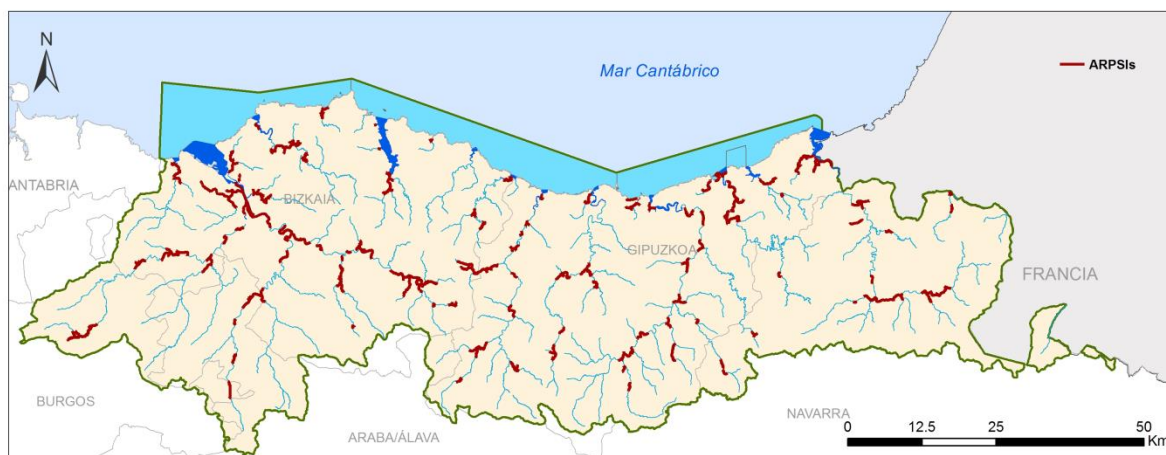 N
Mar Cantábrico
ARPSIs
ANTABRIA
BIZKAIA
GIPUZKOA
FRANCIA
BURGOS
ARABA/ÁLAVA
NAVARRA
0 12.5 25 50
Km